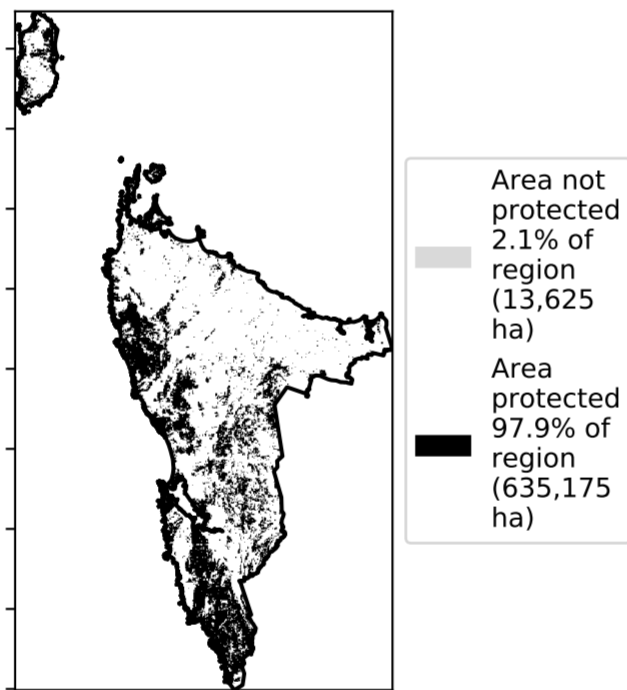 Area not
protected
2.1% of
region
(13,625
ha)
Area
protected
97.9% of
region
(635,175
ha)